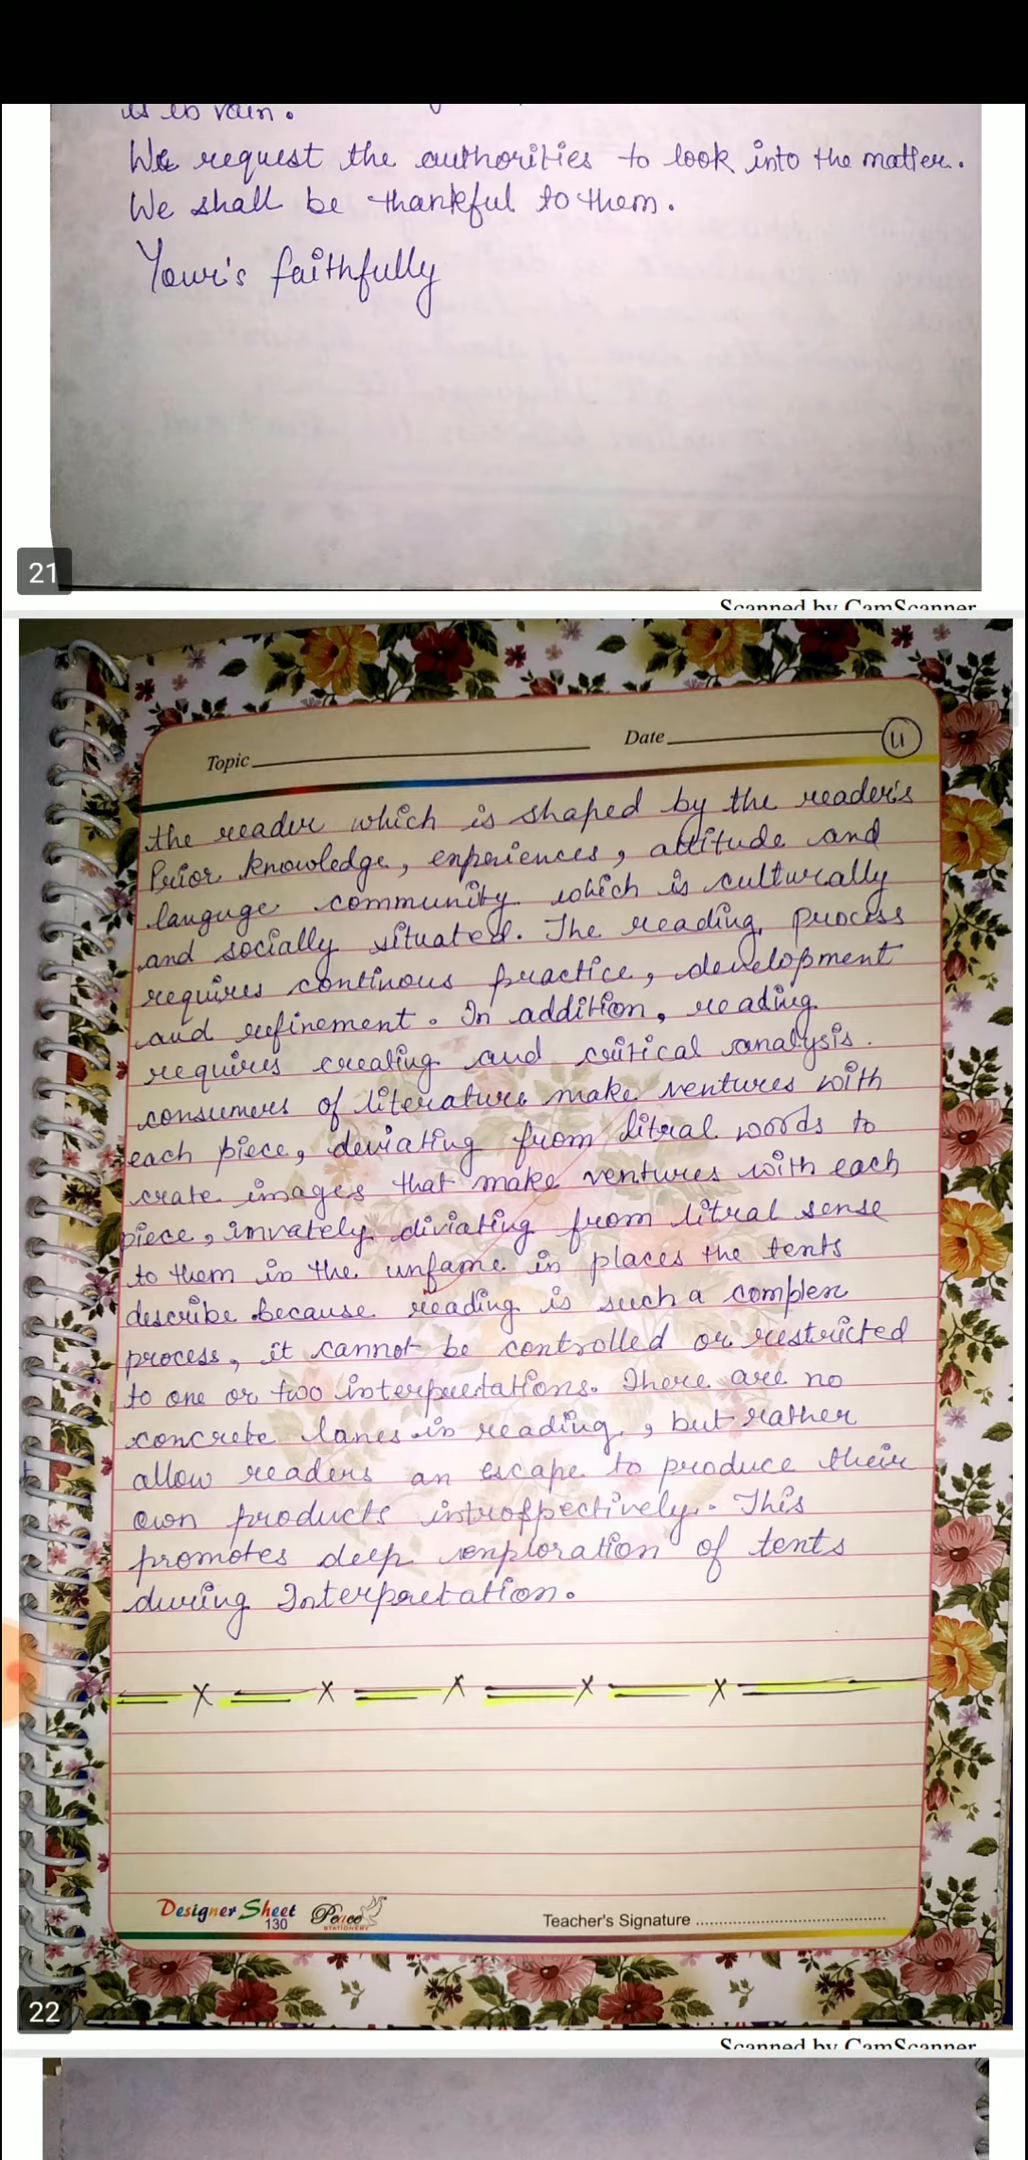 is in vain.
We request the authorities to look into the matter.
We shall be thankful to them.
Your's faithfully
21
Scanned by CamScanner
Topic
Date
11
the reader which is shaped by the reader's
Prior knowledge, experiences, attitude and
languge community which is culturally
and socially situated. The reading process
requires continous practice, development
and refinement. In addition, reading
requires creating and critical analysis.
consumers of literature make ventures with
each piece, deviating from litral words to
crate images that make ventures with each
piece, invately diviating from litral sense
to them in the unfame in places the tents
describe because reading is such a complex
process, it cannot be controlled or restricted
to one or two interpretations. There are no
concrete lanes in reading, but rather
allow readers an escape to produce their
own products introspectively. This
promotes deep exploration of texts
during Interpretation.
Designer Sheet
130
Peace
STATIONERY
Teacher's Signature
22
Scanned by CamScanner